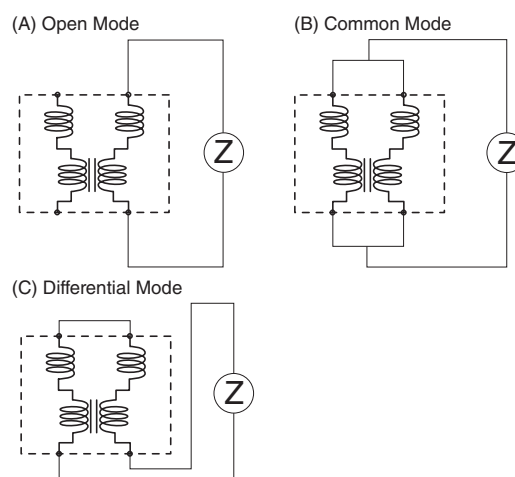 (A) Open Mode
(B) Common Mode
Z
Z
(C) Differential Mode
Z